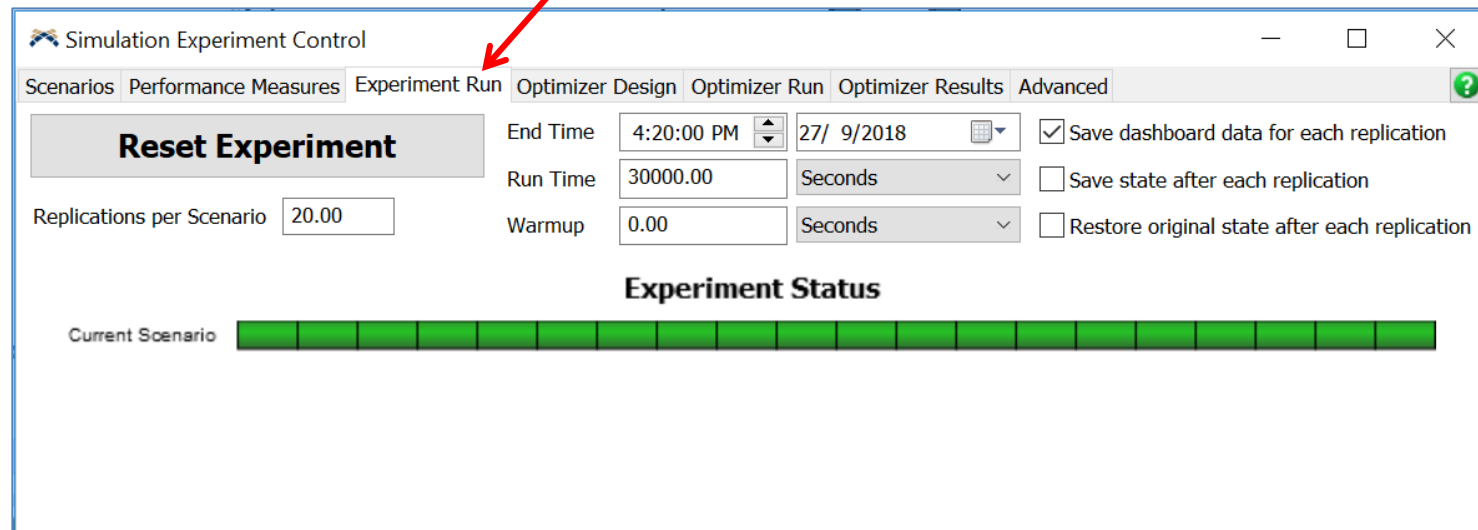 Simulation Experiment Control
Scenarios Performance Measures Experiment Run Optimizer Design Optimizer Run Optimizer Results Advanced ?
Reset Experiment
End Time 4:20:00 PM 27/ 9/2018 Save dashboard data for each replication
Run Time 30000.00 Seconds Save state after each replication
Replications per Scenario 20.00
Warmup 0.00 Seconds Restore original state after each replication
Experiment Status
Current Scenario